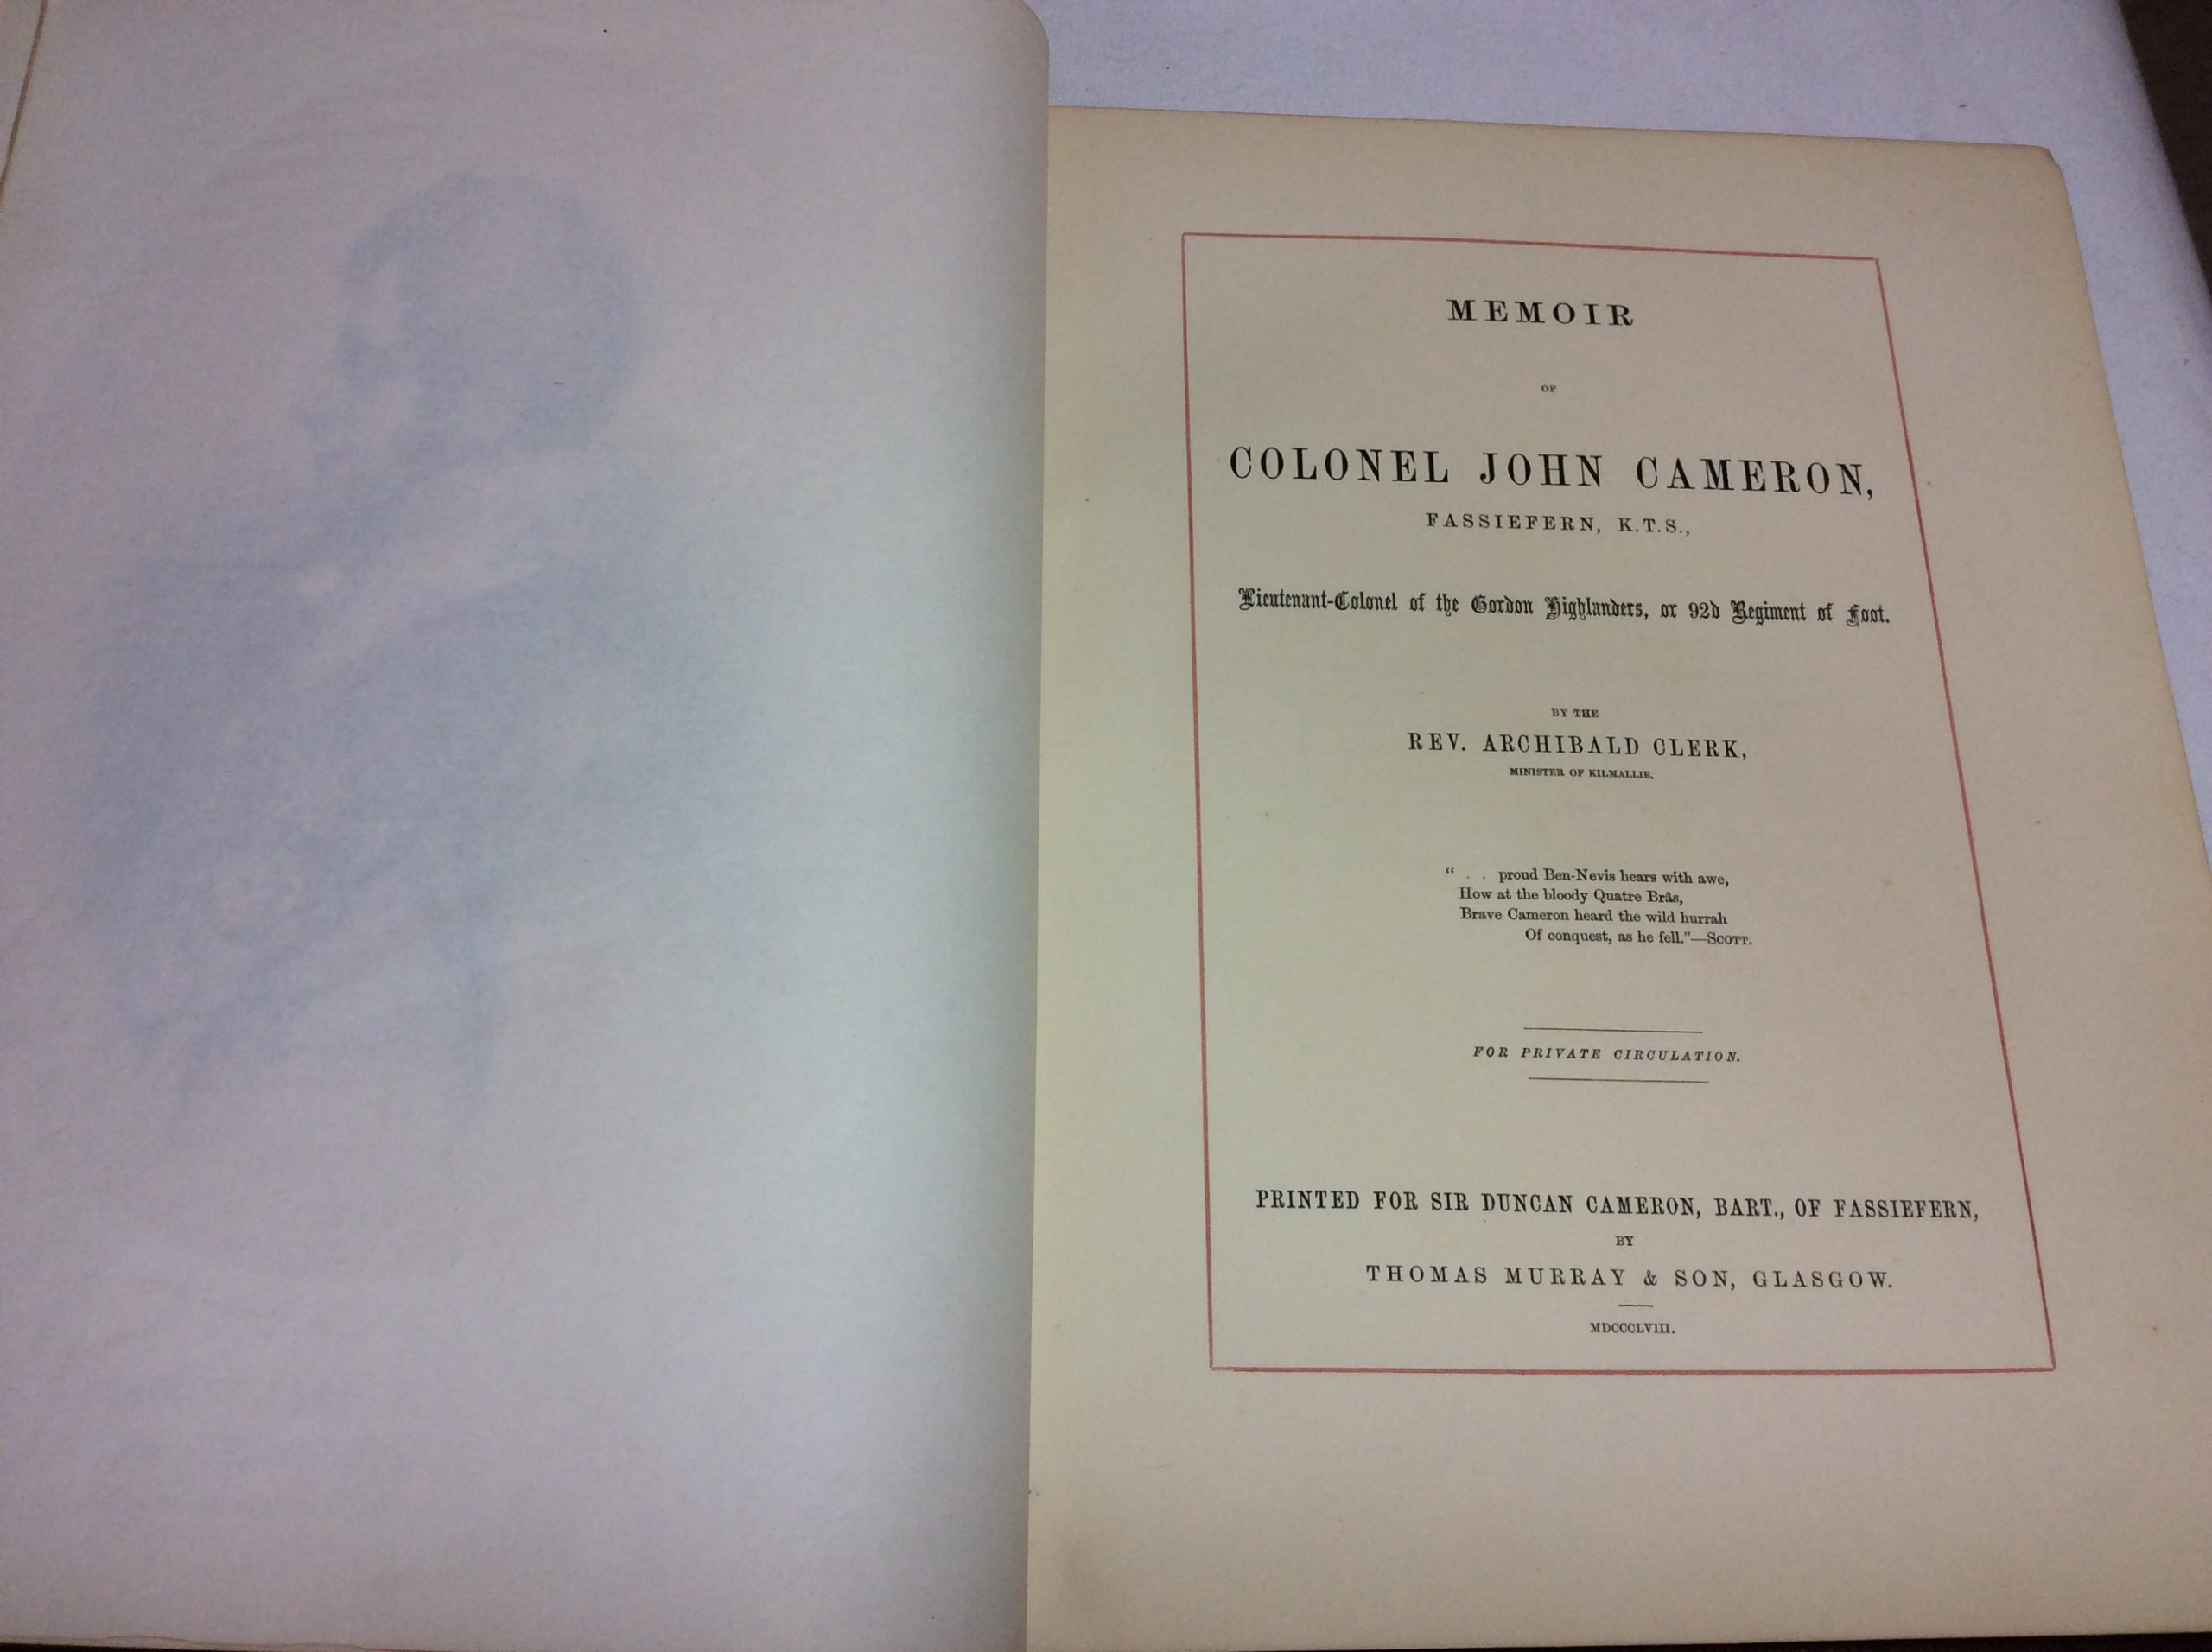 MEMOIR
OF
COLONEL JOHN CAMERON,
FASSIEFERN, K.T.S.,
Lieutenant-Colonel of the Gordon Highlanders, or 92d Regiment of Foot.
BY THE
REV. ARCHIBALD CLERK,
MINISTER OF KILMALLIE,
" . . proud Ben-Nevis hears with awe,
How at the bloody Quatre Brâs,
Brave Cameron heard the wild hurrah
Of conquest, as he fell."—SCOTT.
FOR PRIVATE CIRCULATION.
PRINTED FOR SIR DUNCAN CAMERON, BART., OF FASSIEFERN,
BY
THOMAS MURRAY & SON, GLASGOW.
MDCCCLVIII.